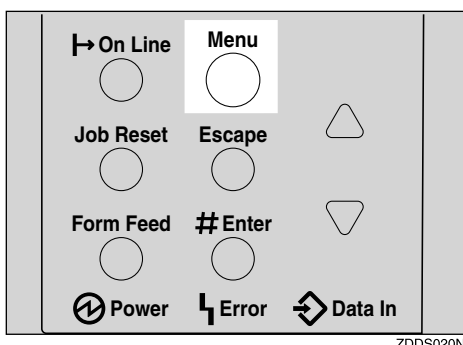 On Line Menu
Job Reset Escape
Form Feed # Enter
Power Error Data In
ZDDS020N